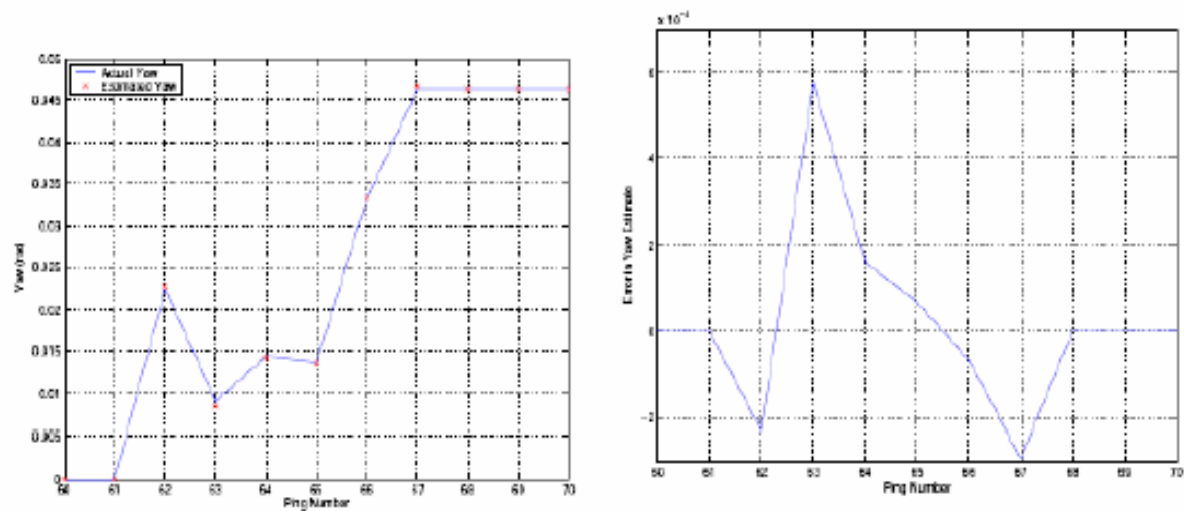 Actual Yaw
Estimated Yaw
0.05
0.045
0.04
0.035
0.03
0.025
0.02
0.015
0.01
0.005
0
Yaw (rad)
60 61 62 63 64 65 66 67 68 69 70
Ping Number
6
4
2
0
-2
Error in Yaw Estimate
60 61 62 63 64 65 66 67 68 69 70
Ping Number